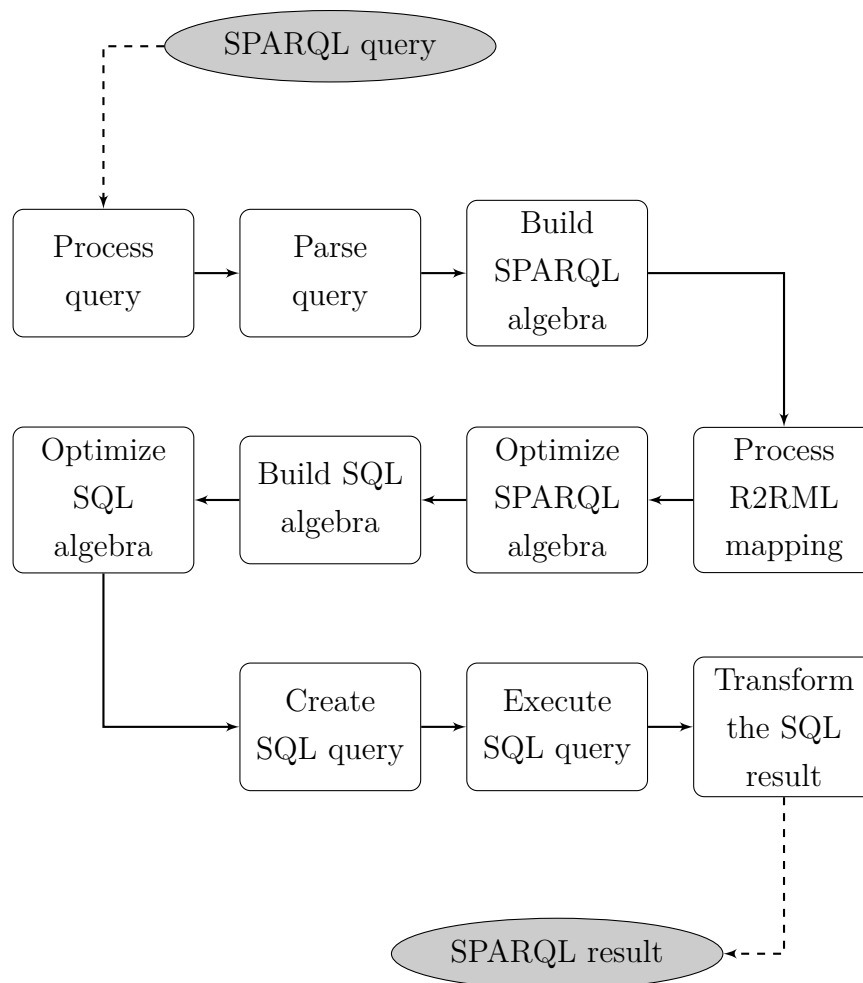 SPARQL query
Process
query
Parse
query
Build
SPARQL
algebra
Optimize
SQL
algebra
Build SQL
algebra
Optimize
SPARQL
algebra
Process
R2RML
mapping
Create
SQL query
Execute
SQL query
Transform
the SQL
result
SPARQL result